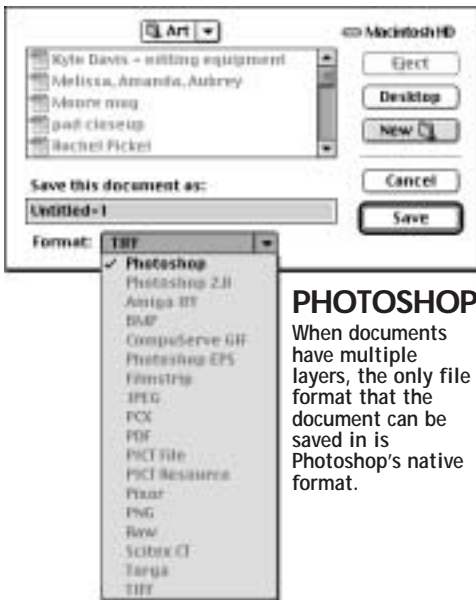 Art
Macintosh HD
Kyle Davis – editing equipment
Melissa, Amanda, Aubrey
Moore mug
pad closeup
Rachel Pickel
Eject
Desktop
New
Cancel
Save
Save this document as:
Untitled-1
Format: TIFF
✓ Photoshop
Photoshop 2.0
Amiga IFF
BMP
CompuServe GIF
Photoshop EPS
Filmstrip
JPEG
PCX
PDF
PICT File
PICT Resource
Pixar
PNG
Raw
Scitex CT
Targa
TIFF
PHOTOSHOP
When documents
have multiple
layers, the only file
format that the
document can be
saved in is
Photoshop's native
format.